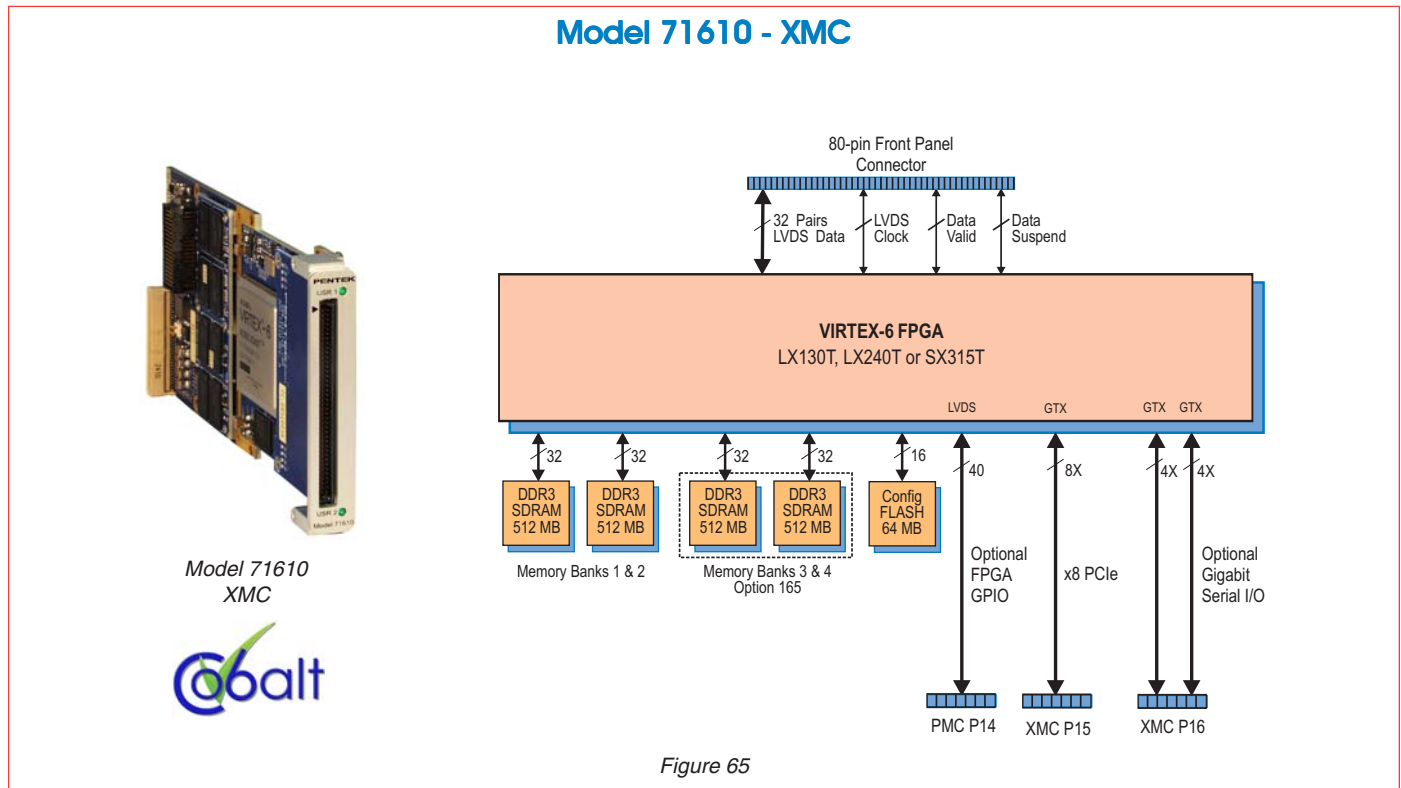 Model 71610 - XMC
80-pin Front Panel
Connector
32 Pairs
LVDS Data
LVDS
Clock
Data
Valid
Data
Suspend
VIRTEX-6 FPGA
LX130T, LX240T or SX315T
LVDS
GTX
GTX
GTX
32
32
32
32
16
40
8X
4X
4X
DDR3
SDRAM
512 MB
DDR3
SDRAM
512 MB
DDR3
SDRAM
512 MB
DDR3
SDRAM
512 MB
Config
FLASH
64 MB
Memory Banks 1 & 2
Memory Banks 3 & 4
Option 165
Optional
FPGA
GPIO
x8 PCIe
Optional
Gigabit
Serial I/O
PMC P14
XMC P15
XMC P16
PENTEK
USR 1
VIRTEX-6
USR 2
Model 71610
Model 71610
XMC
Cobalt
Figure 65